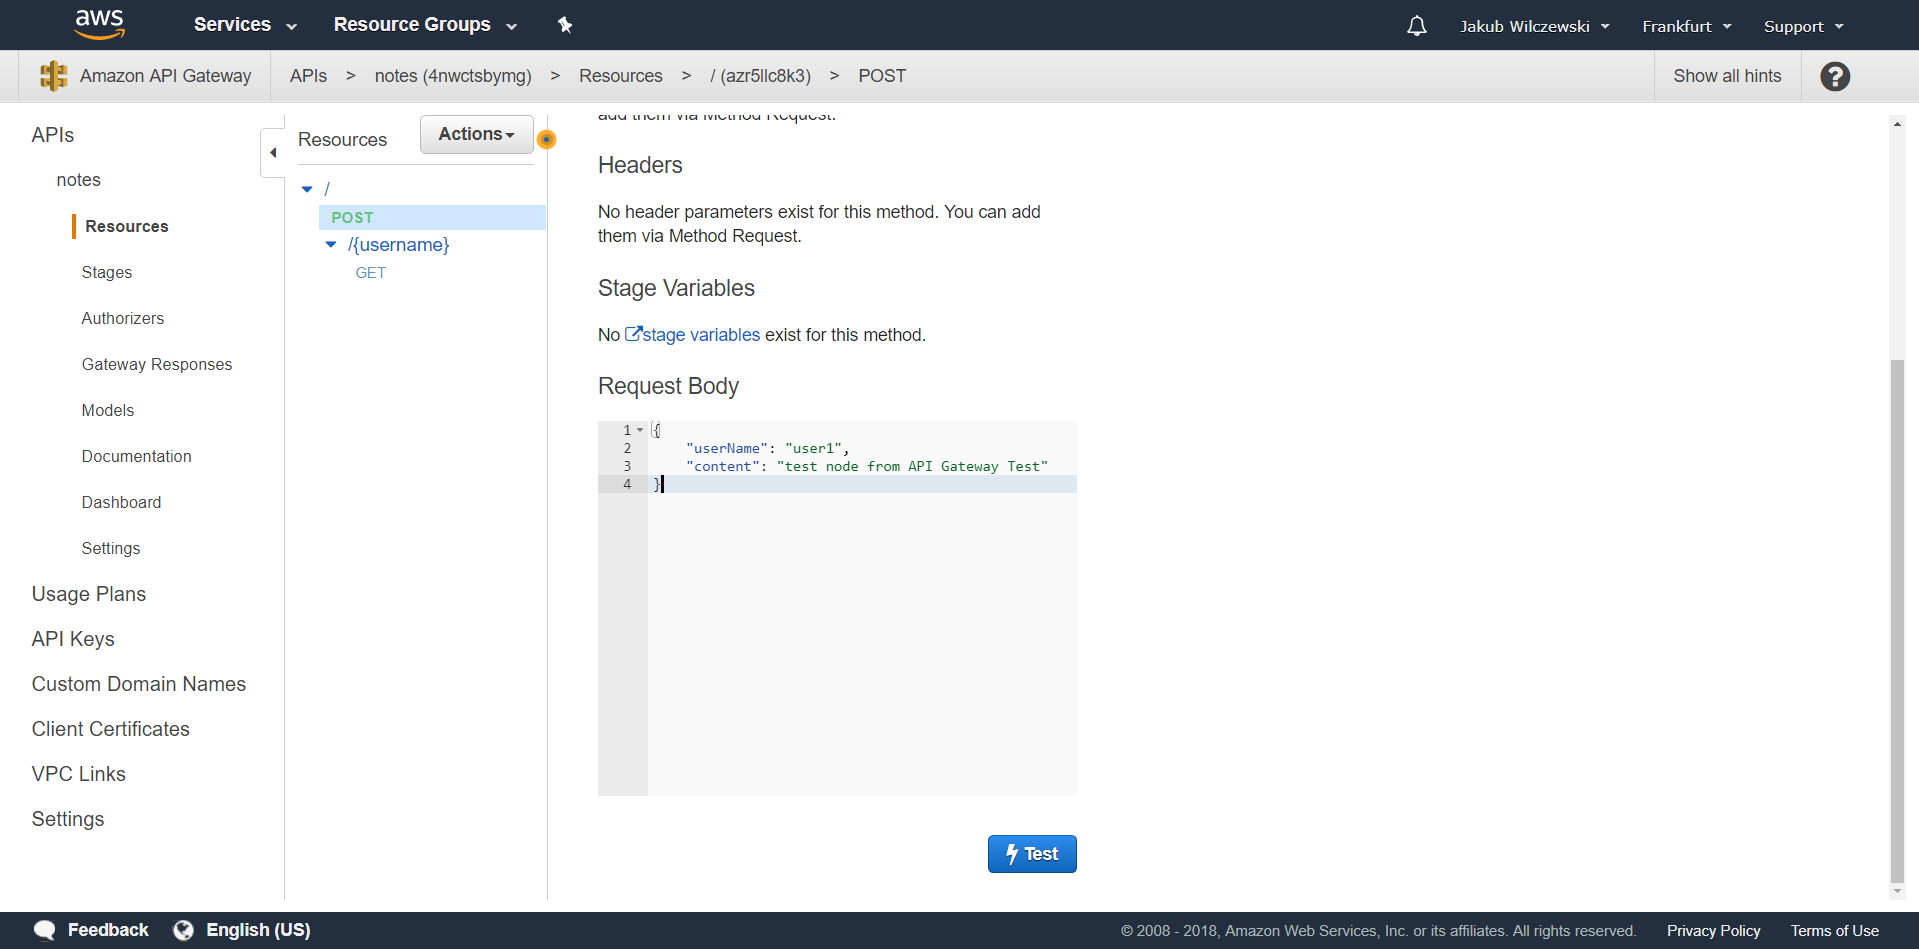 aws Services Resource Groups Jakub Wilczewski Frankfurt Support
Amazon API Gateway APIs > notes (4nwctsbymg) > Resources > / (azr5llc8k3) > POST Show all hints ?
APIs
notes
Resources
Stages
Authorizers
Gateway Responses
Models
Documentation
Dashboard
Settings
Usage Plans
API Keys
Custom Domain Names
Client Certificates
VPC Links
Settings
Resources Actions
/
POST
/{username}
GET
add them via Method Request.
Headers
No header parameters exist for this method. You can add
them via Method Request.
Stage Variables
No stage variables exist for this method.
Request Body
1 {
2 "userName": "user1",
3 "content": "test node from API Gateway Test"
4 }
Test
Feedback English (US) © 2008 - 2018, Amazon Web Services, Inc. or its affiliates. All rights reserved. Privacy Policy Terms of Use